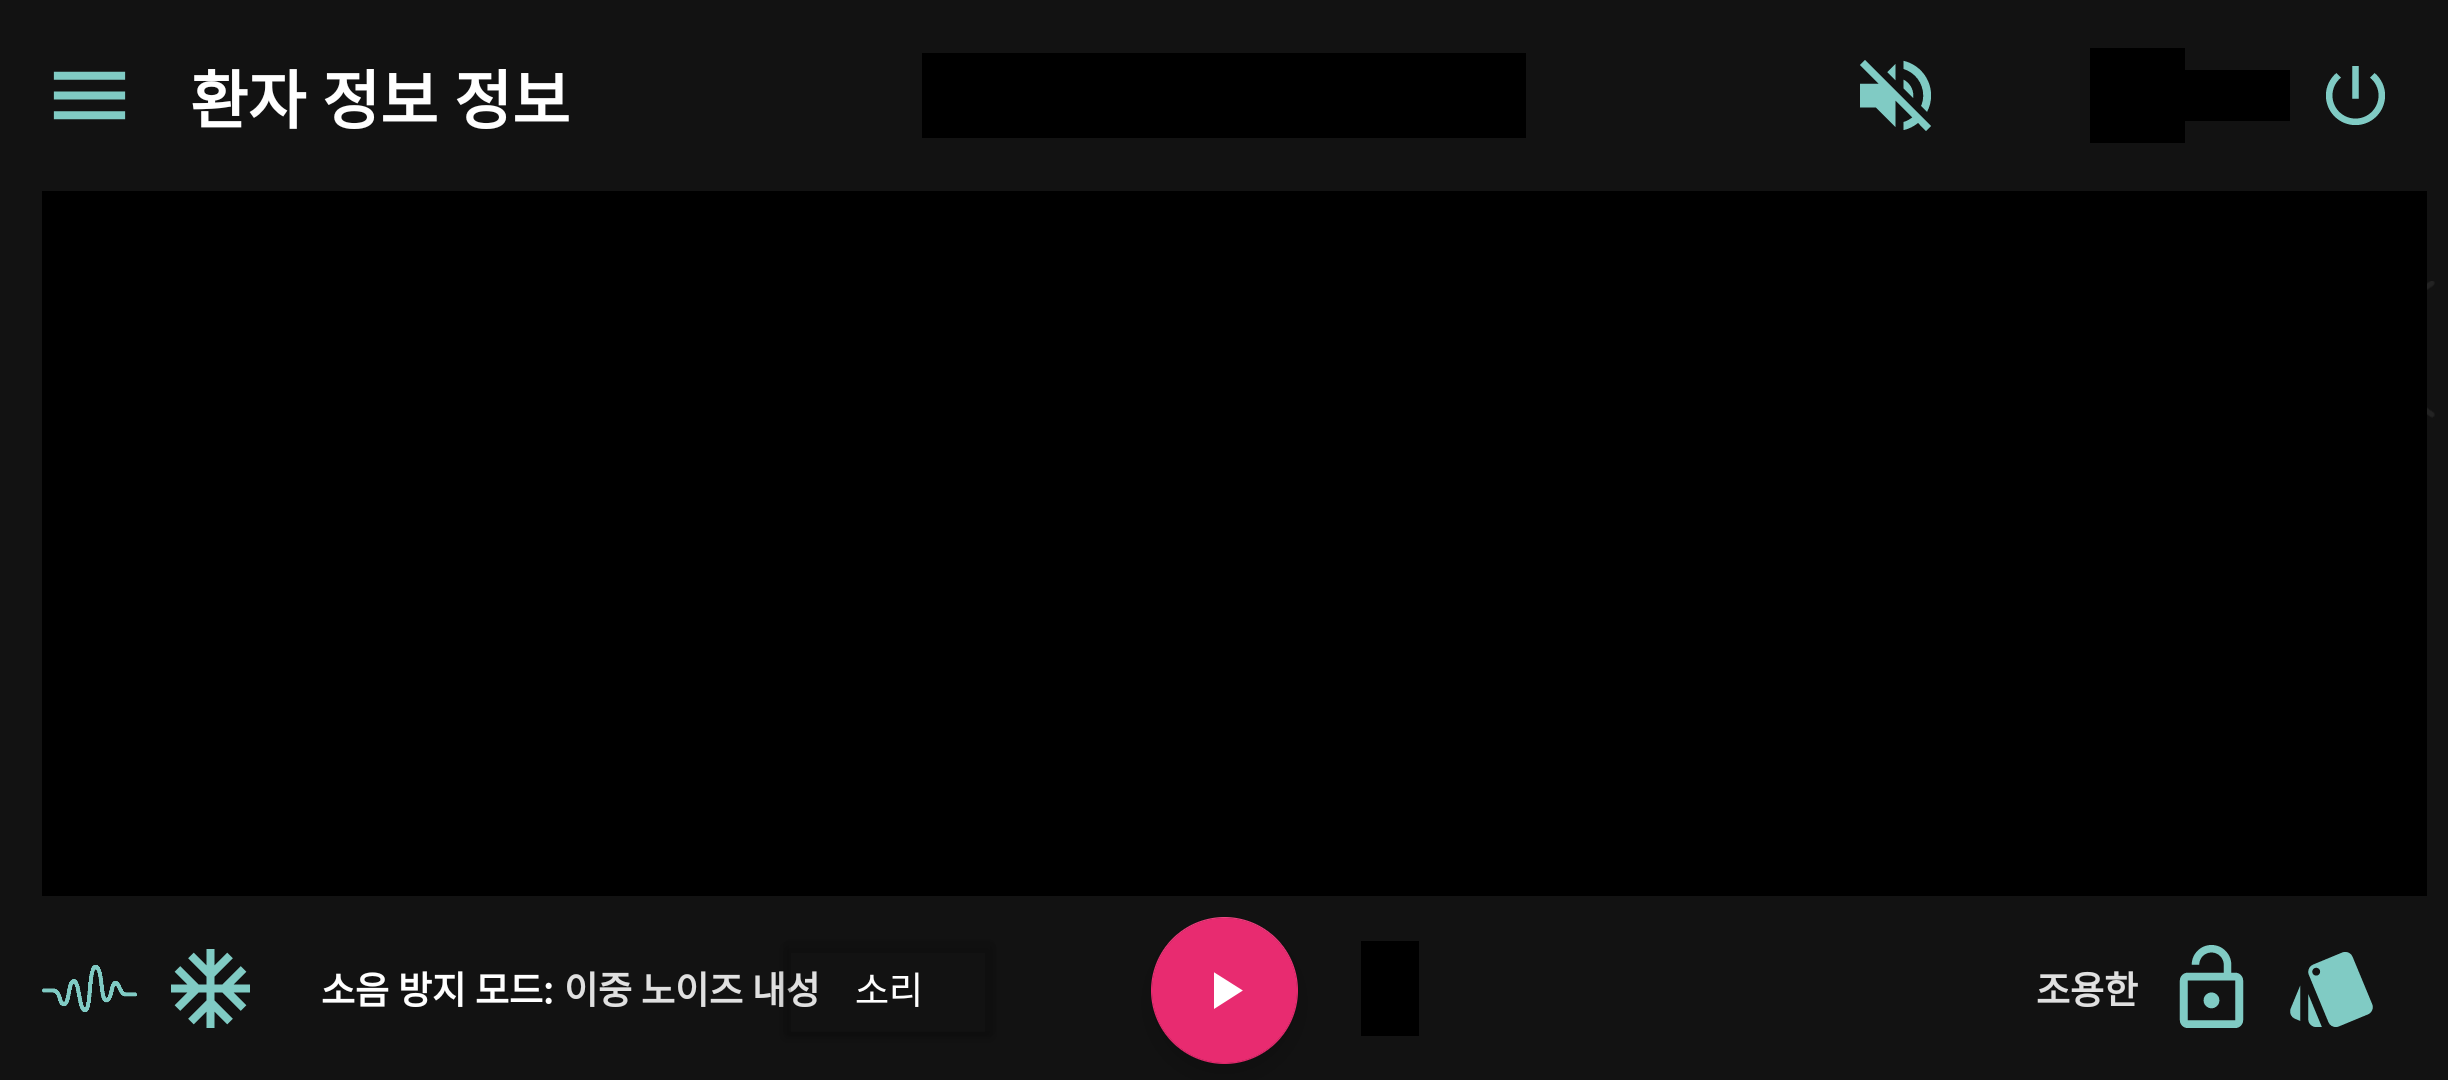 환자 정보 정보
소음 방지 모드: 이중 노이즈 내성
소리
조용한